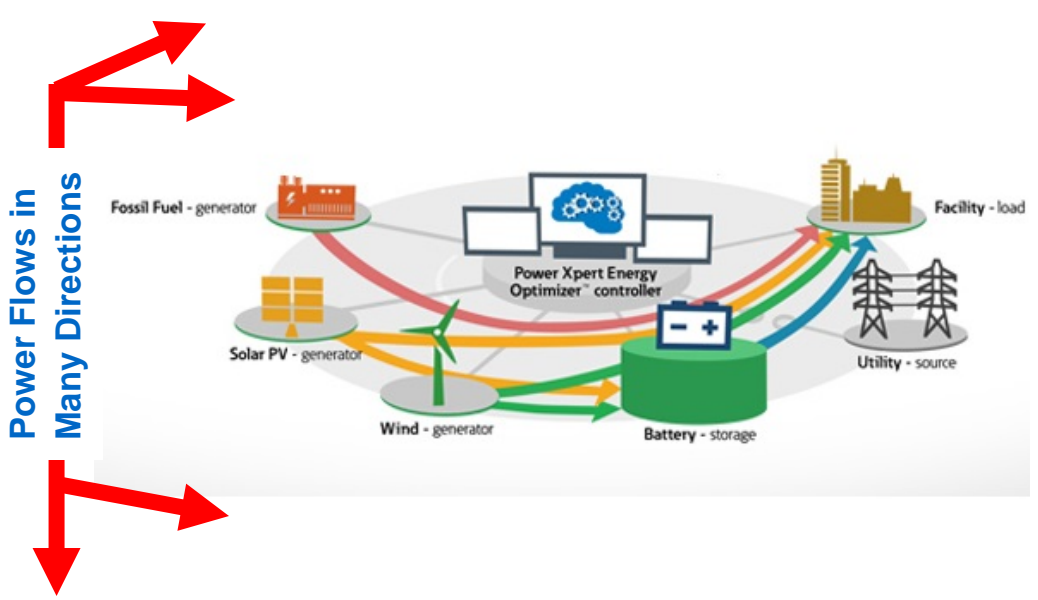 Power Flows in
Many Directions
Fossil Fuel - generator
Power Xpert Energy
Optimizer™ controller
Facility - load
Solar PV - generator
Utility - source
Wind - generator
Battery - storage